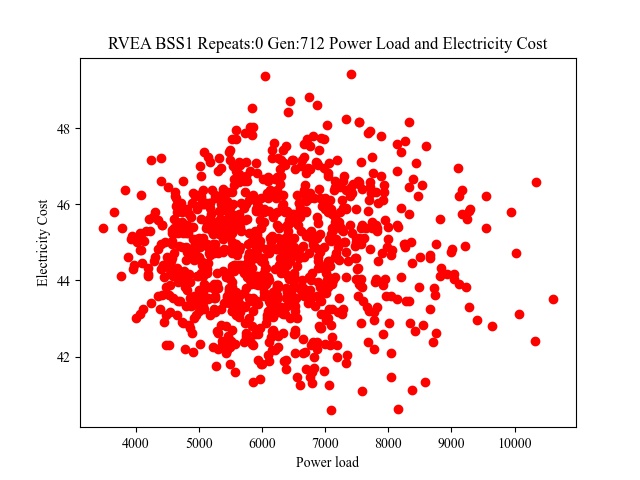 RVEA BSS1 Repeats:0 Gen:712 Power Load and Electricity Cost
48
46
44
42
Electricity Cost
4000 5000 6000 7000 8000 9000 10000
Power load